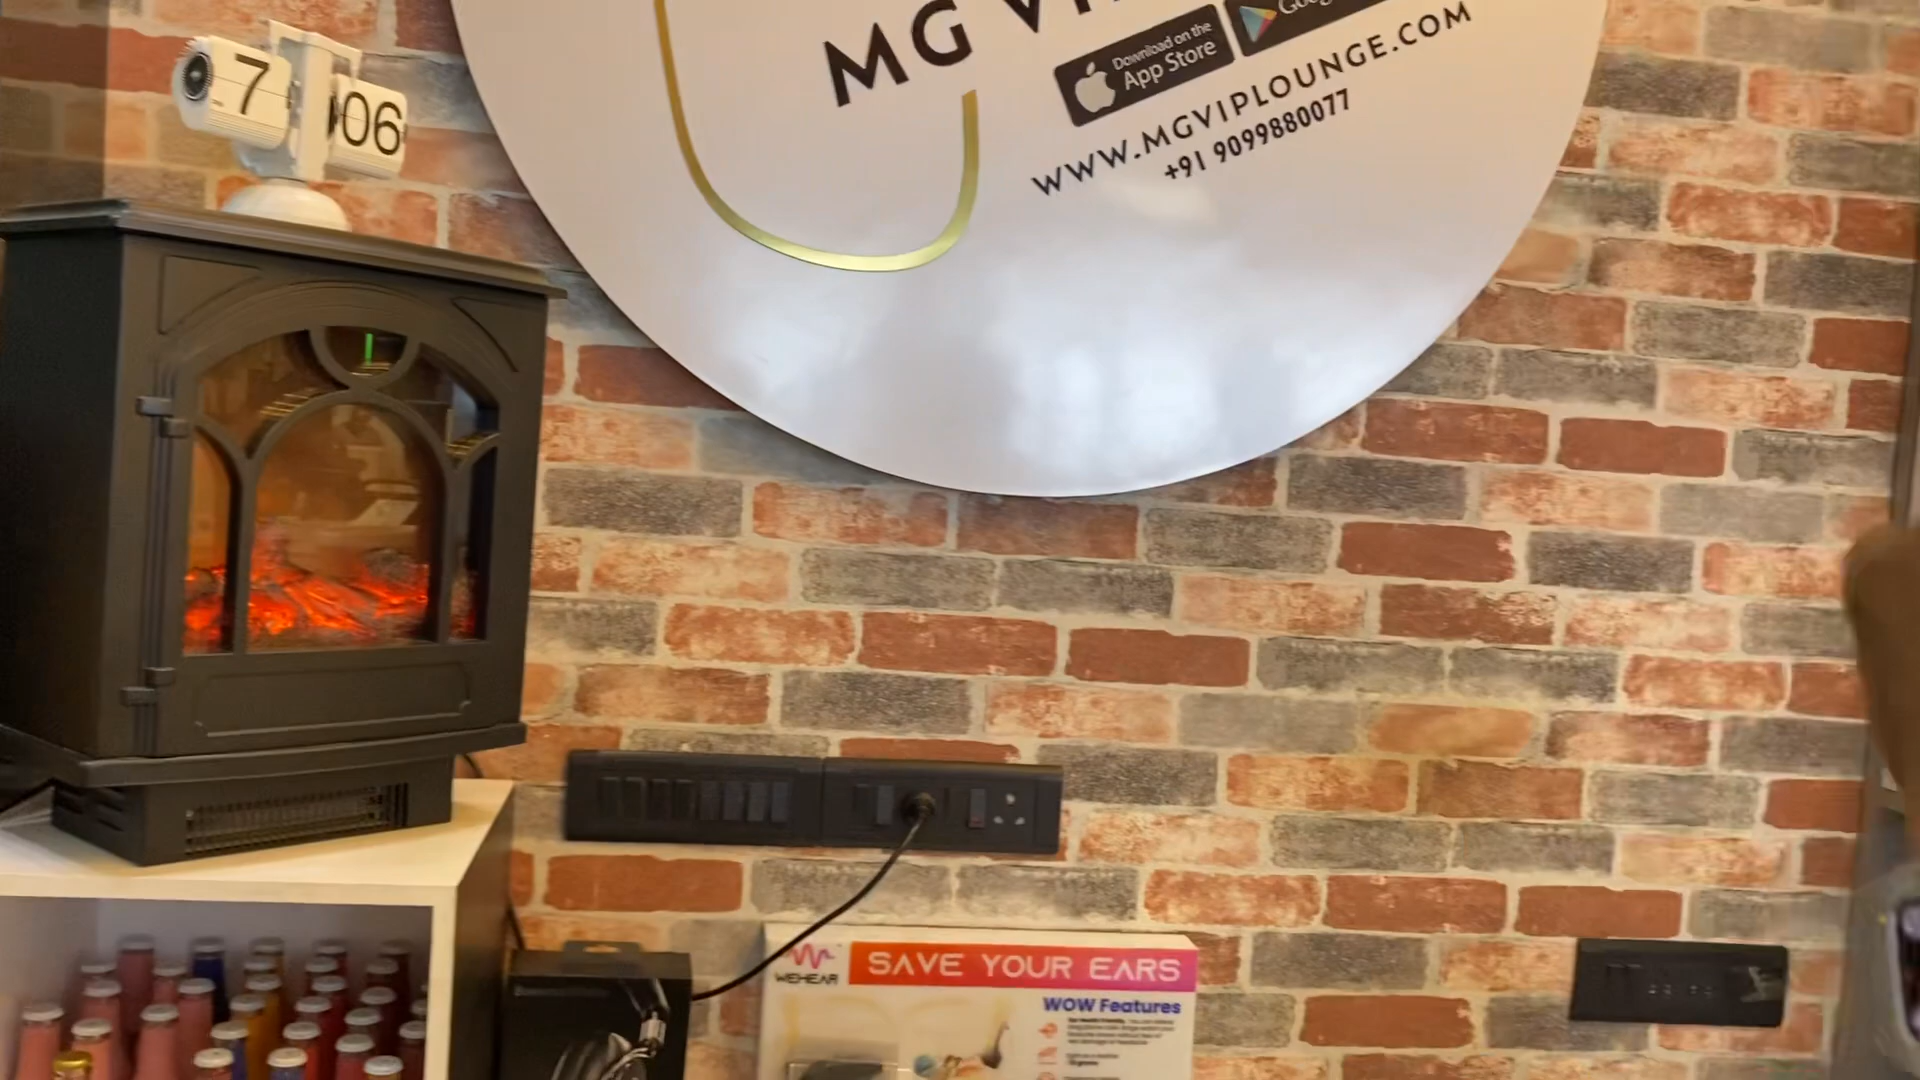 7 06
MG VIP
Download on the
App Store
WWW.MGVIPLOUNGE.COM
+91 9099880077
WEHEAR
SAVE YOUR EARS
WOW Features